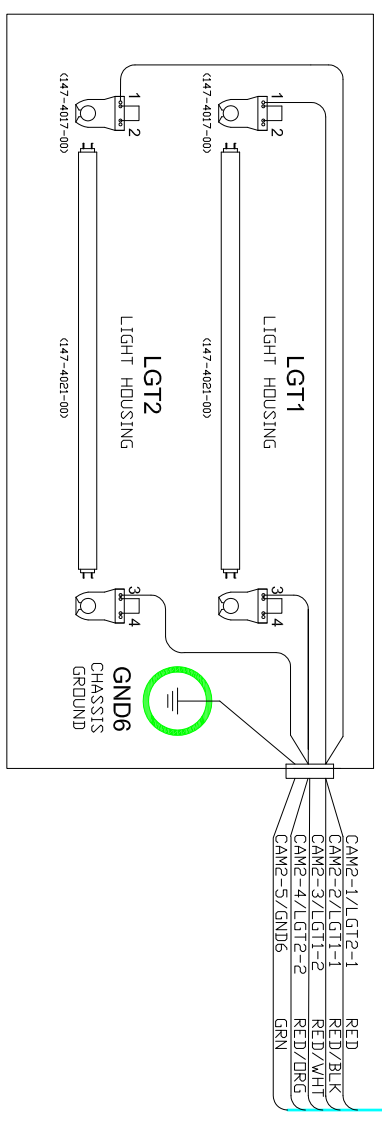 1
2
<147-4017-00>
LGT1
LIGHT HOUSING
<147-4021-00>
3
4
1
2
<147-4017-00>
LGT2
LIGHT HOUSING
<147-4021-00>
3
4
GND6
CHASSIS
GROUND
CAM2-1/LGT2-1 RED
CAM2-2/LGT1-1 RED/BLK
CAM2-3/LGT1-2 RED/WHT
CAM2-4/LGT2-2 RED/ORG
CAM2-5/GND6 GRN